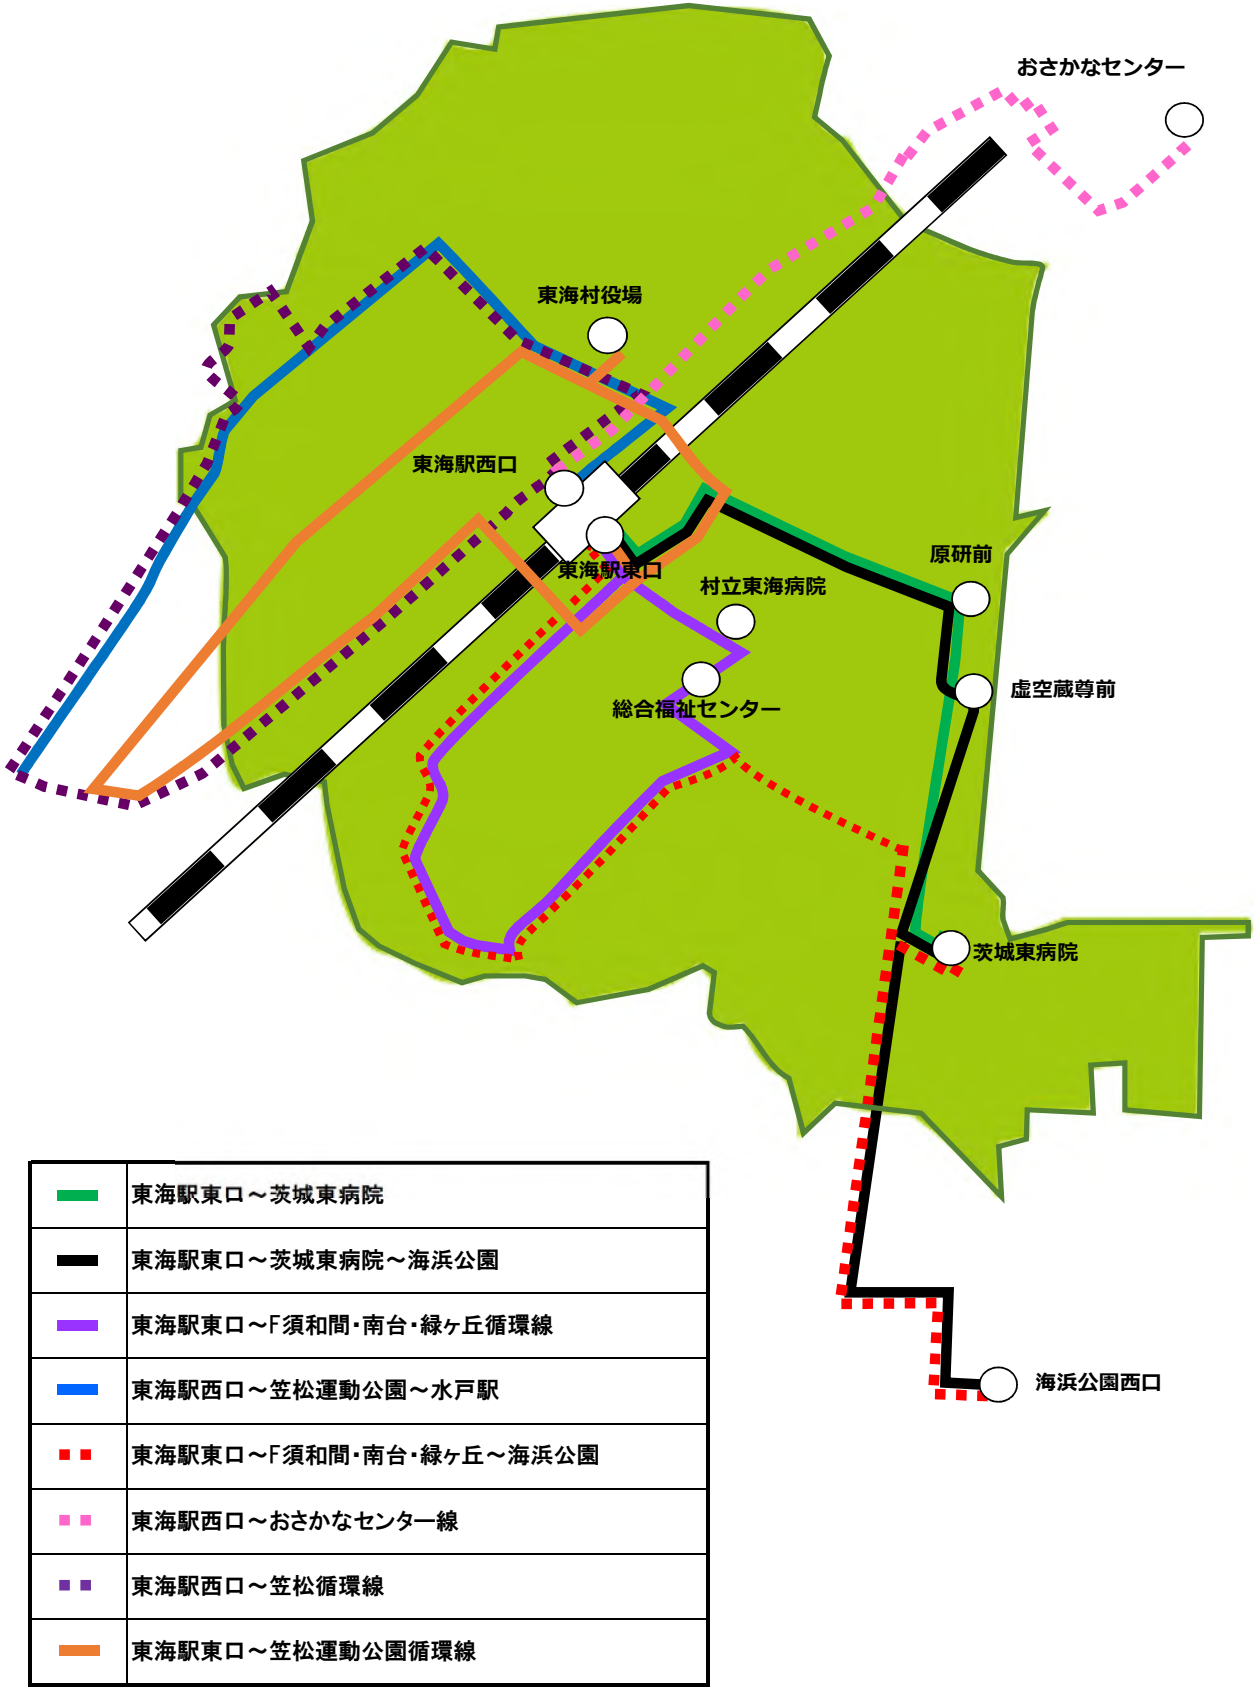 おさかなセンター
東海村役場
東海駅西口
東海駅東口
原研前
村立東海病院
虚空蔵尊前
総合福祉センター
茨城東病院
海浜公園西口
東海駅東口～茨城東病院
東海駅東口～茨城東病院～海浜公園
東海駅東口～F須和間・南台・緑ヶ丘循環線
東海駅西口～笠松運動公園～水戸駅
東海駅東口～F須和間・南台・緑ヶ丘～海浜公園
東海駅西口～おさかなセンター線
東海駅西口～笠松循環線
東海駅東口～笠松運動公園循環線